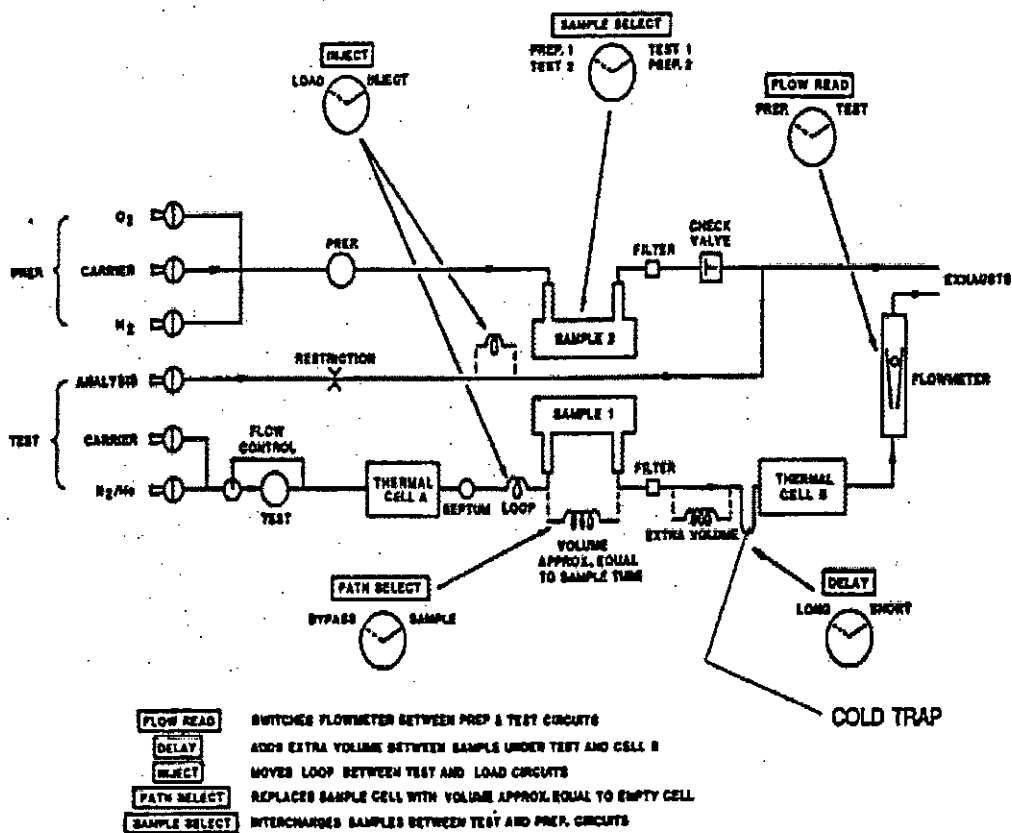 SAMPLE SELECT
PREP. 1 TEST 1
TEST 2 PREP. 2
INJECT
LOAD INJECT
FLOW READ
PREP. TEST
O2
PREP.
CHECK
VALVE
FILTER
PREP. CARRIER
EXHAUSTS
H2
SAMPLE 2
RESTRICTION
ANALYSIS
FLOWMETER
SAMPLE 1
TEST CARRIER
FLOW
CONTROL
FILTER
N2/He
THERMAL
CELL A
THERMAL
CELL B
TEST
SEPTUM LOOP
EXTRA VOLUME
VOLUME
APPROX. EQUAL
TO SAMPLE TUBE
PATH SELECT
DELAY
BYPASS SAMPLE
LONG SHORT
COLD TRAP
FLOW READ SWITCHES FLOWMETER BETWEEN PREP & TEST CIRCUITS
DELAY ADDS EXTRA VOLUME BETWEEN SAMPLE UNDER TEST AND CELL B
INJECT MOVES LOOP BETWEEN TEST AND LOAD CIRCUITS
PATH SELECT REPLACES SAMPLE CELL WITH VOLUME APPROX. EQUAL TO EMPTY CELL
SAMPLE SELECT INTERCHANGES SAMPLES BETWEEN TEST AND PREP. CIRCUITS